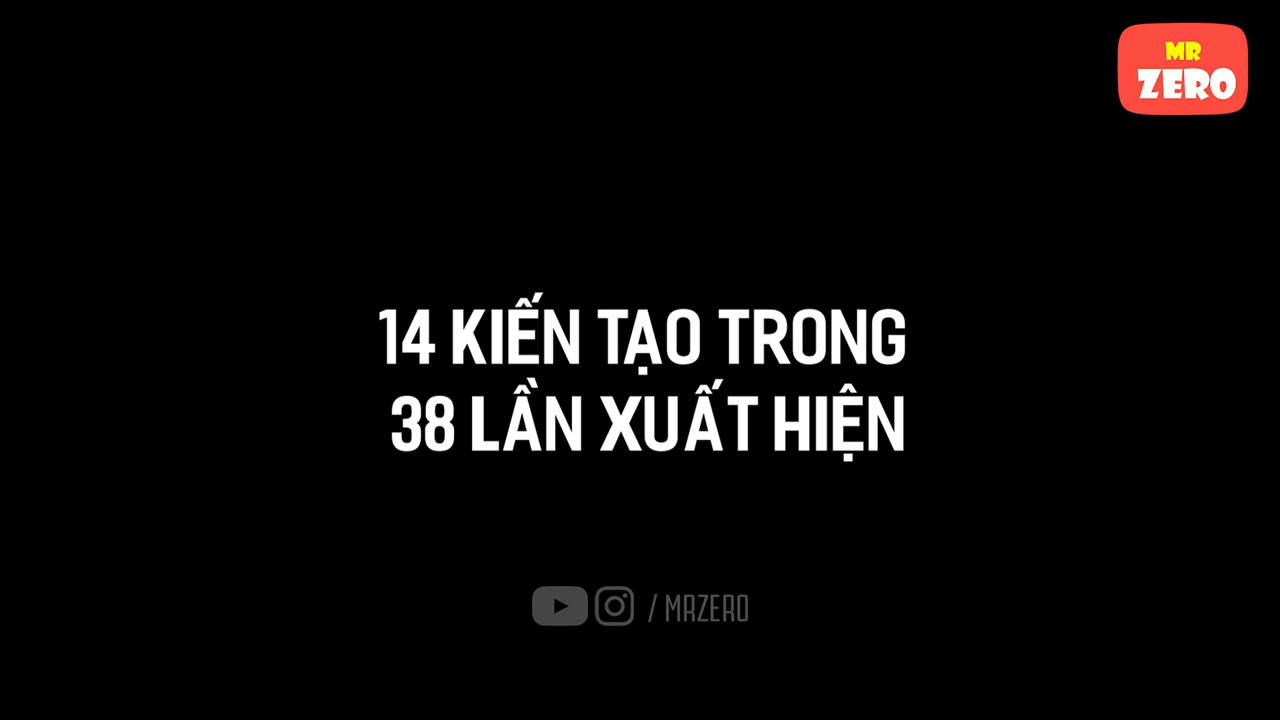 MR
ZERO
14 KIẾN TẠO TRONG
38 LẦN XUẤT HIỆN
/ MRZERO